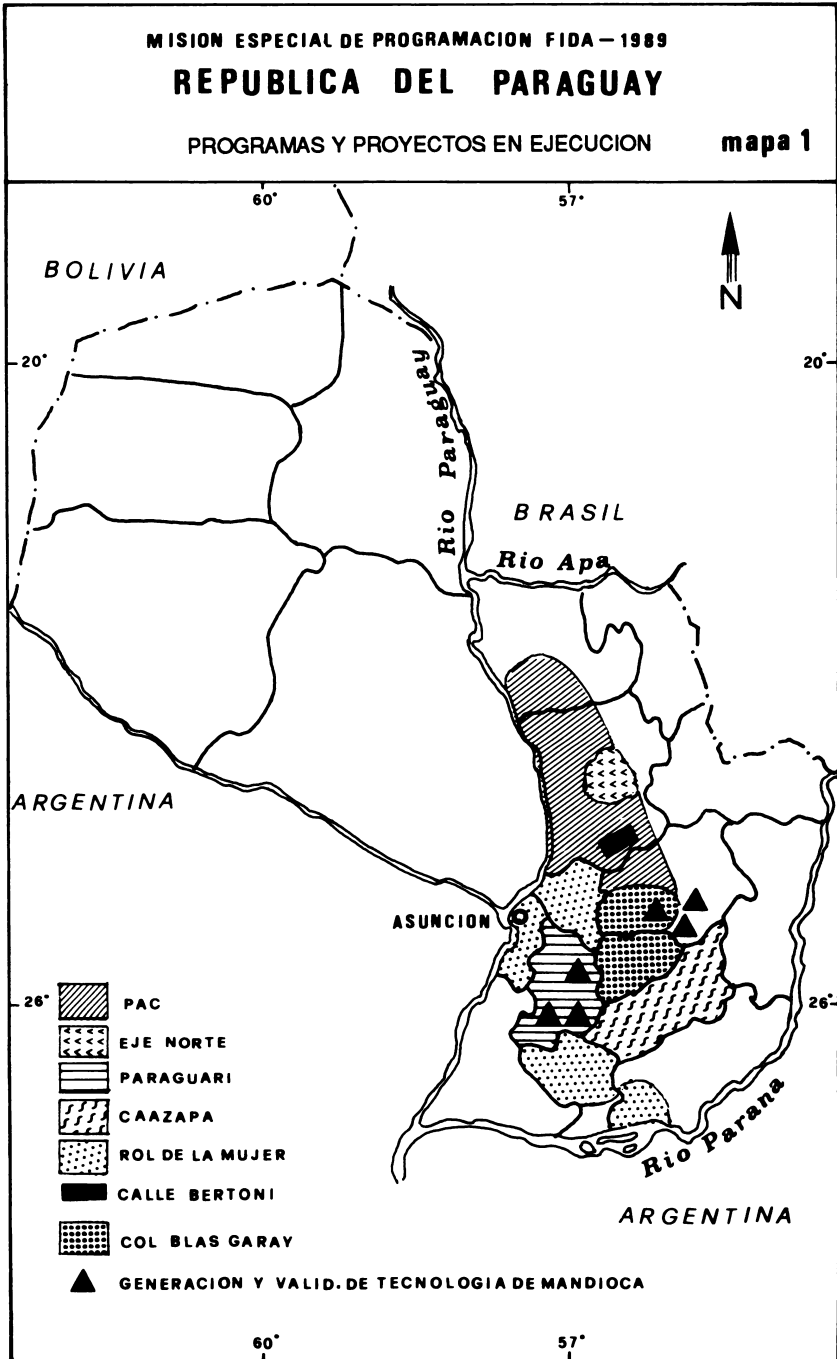 MISION ESPECIAL DE PROGRAMACION FIDA – 1989
REPUBLICA DEL PARAGUAY
PROGRAMAS Y PROYECTOS EN EJECUCION mapa 1
60° 57°
BOLIVIA
N
20° 20°
Rio Paraguay
BRASIL
Rio Apa
ARGENTINA
ASUNCION
26° 26°
PAC
EJE NORTE
PARAGUARI
CAAZAPA
ROL DE LA MUJER
CALLE BERTONI
COL BLAS GARAY
GENERACION Y VALID. DE TECNOLOGIA DE MANDIOCA
Rio Parana
ARGENTINA
60° 57°